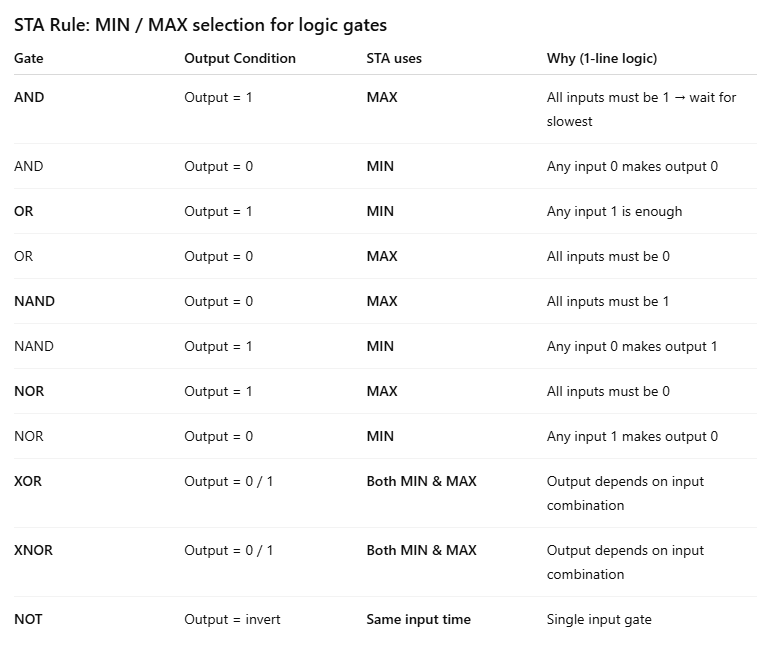 STA Rule: MIN / MAX selection for logic gates
Gate Output Condition STA uses Why (1-line logic)
AND Output = 1 MAX All inputs must be 1 → wait for
slowest
AND Output = 0 MIN Any input 0 makes output 0
OR Output = 1 MIN Any input 1 is enough
OR Output = 0 MAX All inputs must be 0
NAND Output = 0 MAX All inputs must be 1
NAND Output = 1 MIN Any input 0 makes output 1
NOR Output = 1 MAX All inputs must be 0
NOR Output = 0 MIN Any input 1 makes output 0
XOR Output = 0 / 1 Both MIN & MAX Output depends on input
combination
XNOR Output = 0 / 1 Both MIN & MAX Output depends on input
combination
NOT Output = invert Same input time Single input gate